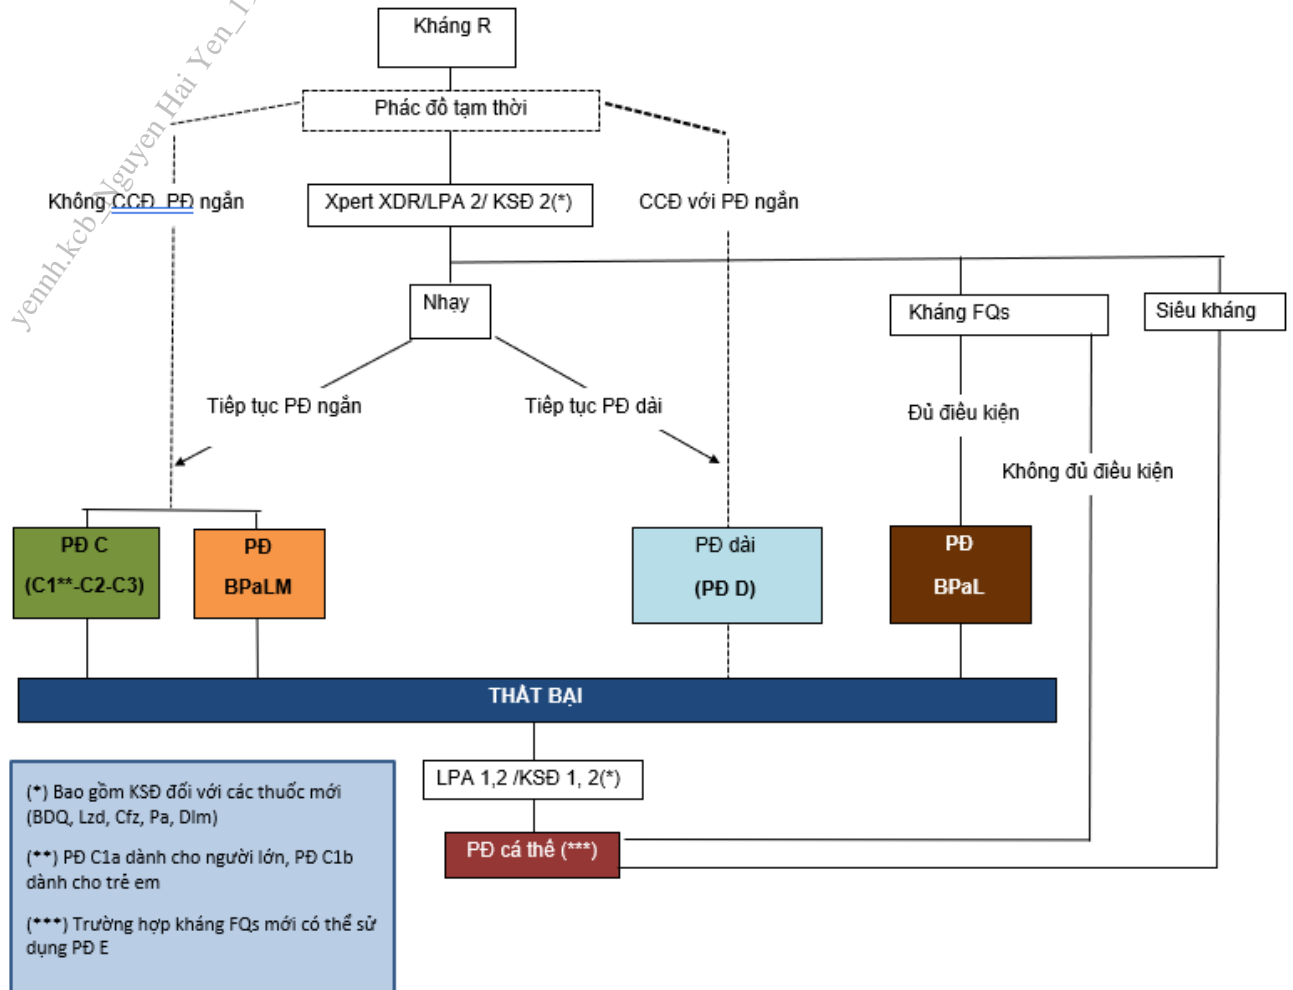 yennh.kcb_Nguyen Hai Yen_1
Kháng R
Phác đồ tạm thời
Không CCĐ PĐ ngắn
Xpert XDR/LPA 2/ KSĐ 2(*)
CCĐ với PĐ ngắn
Nhạy
Kháng FQs
Siêu kháng
Tiếp tục PĐ ngắn
Tiếp tục PĐ dài
Đủ điều kiện
Không đủ điều kiện
PĐ C
(C1**-C2-C3)
PĐ
BPaLM
PĐ dài
(PĐ D)
PĐ
BPaL
THẤT BẠI
LPA 1,2 /KSĐ 1, 2(*)
PĐ cá thể (***)
(*) Bao gồm KSĐ đối với các thuốc mới
(BDQ, Lzd, Cfz, Pa, Dlm)
(**) PĐ C1a dành cho người lớn, PĐ C1b
dành cho trẻ em
(***) Trường hợp kháng FQs mới có thể sử
dụng PĐ E